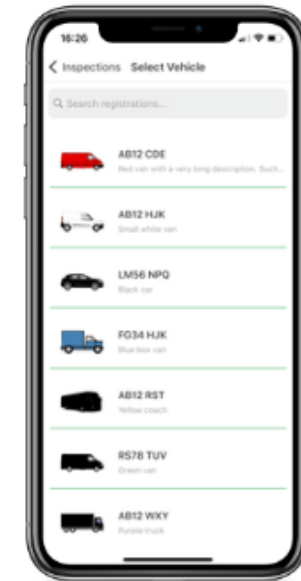 16:26
Inspections Select Vehicle
Search registrations...
AB12 CDE
Red van with a very long description. Such...
AB12 HJK
Small white van
LM56 NPQ
Black car
FG34 HJK
Blue box van
AB12 RST
Yellow coach
RS78 TUV
Green van
AB12 WXY
Purple truck